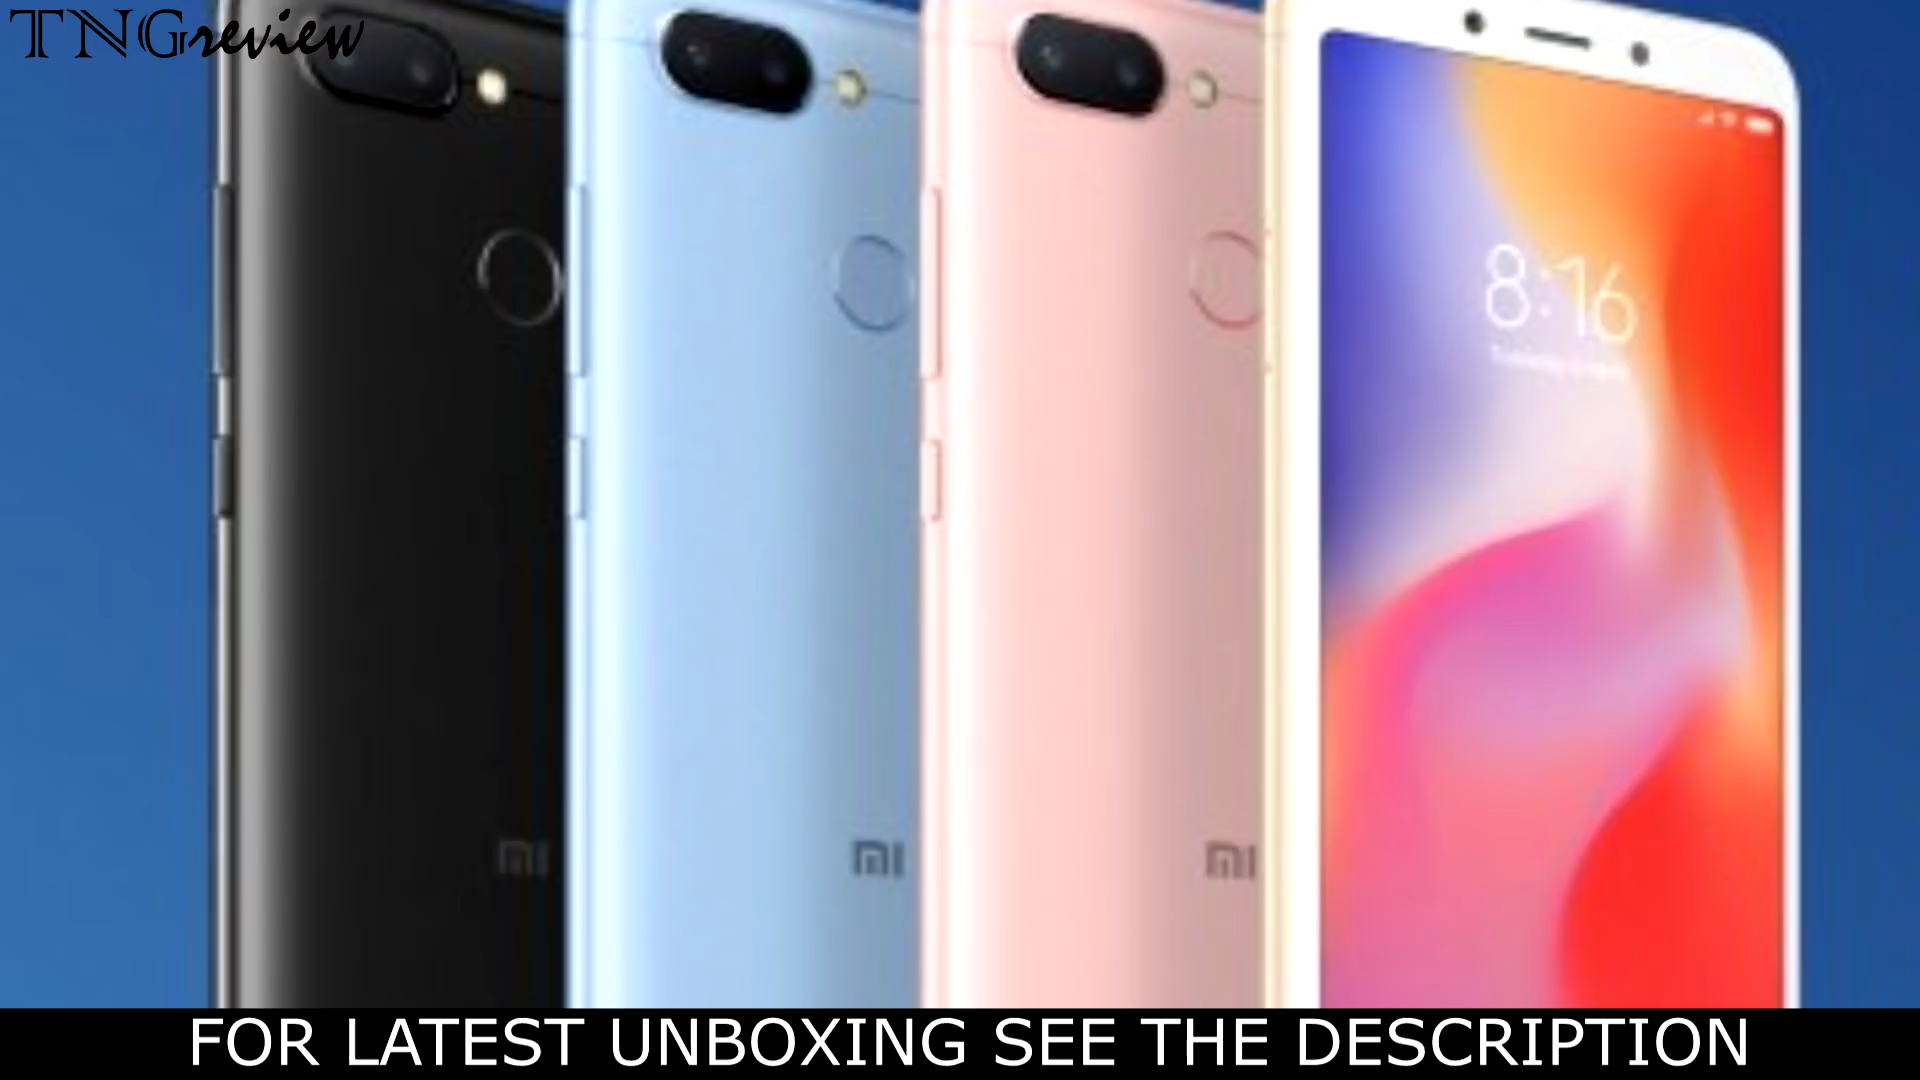 TNGreview
8:16
MI
MI
MI
FOR LATEST UNBOXING SEE THE DESCRIPTION